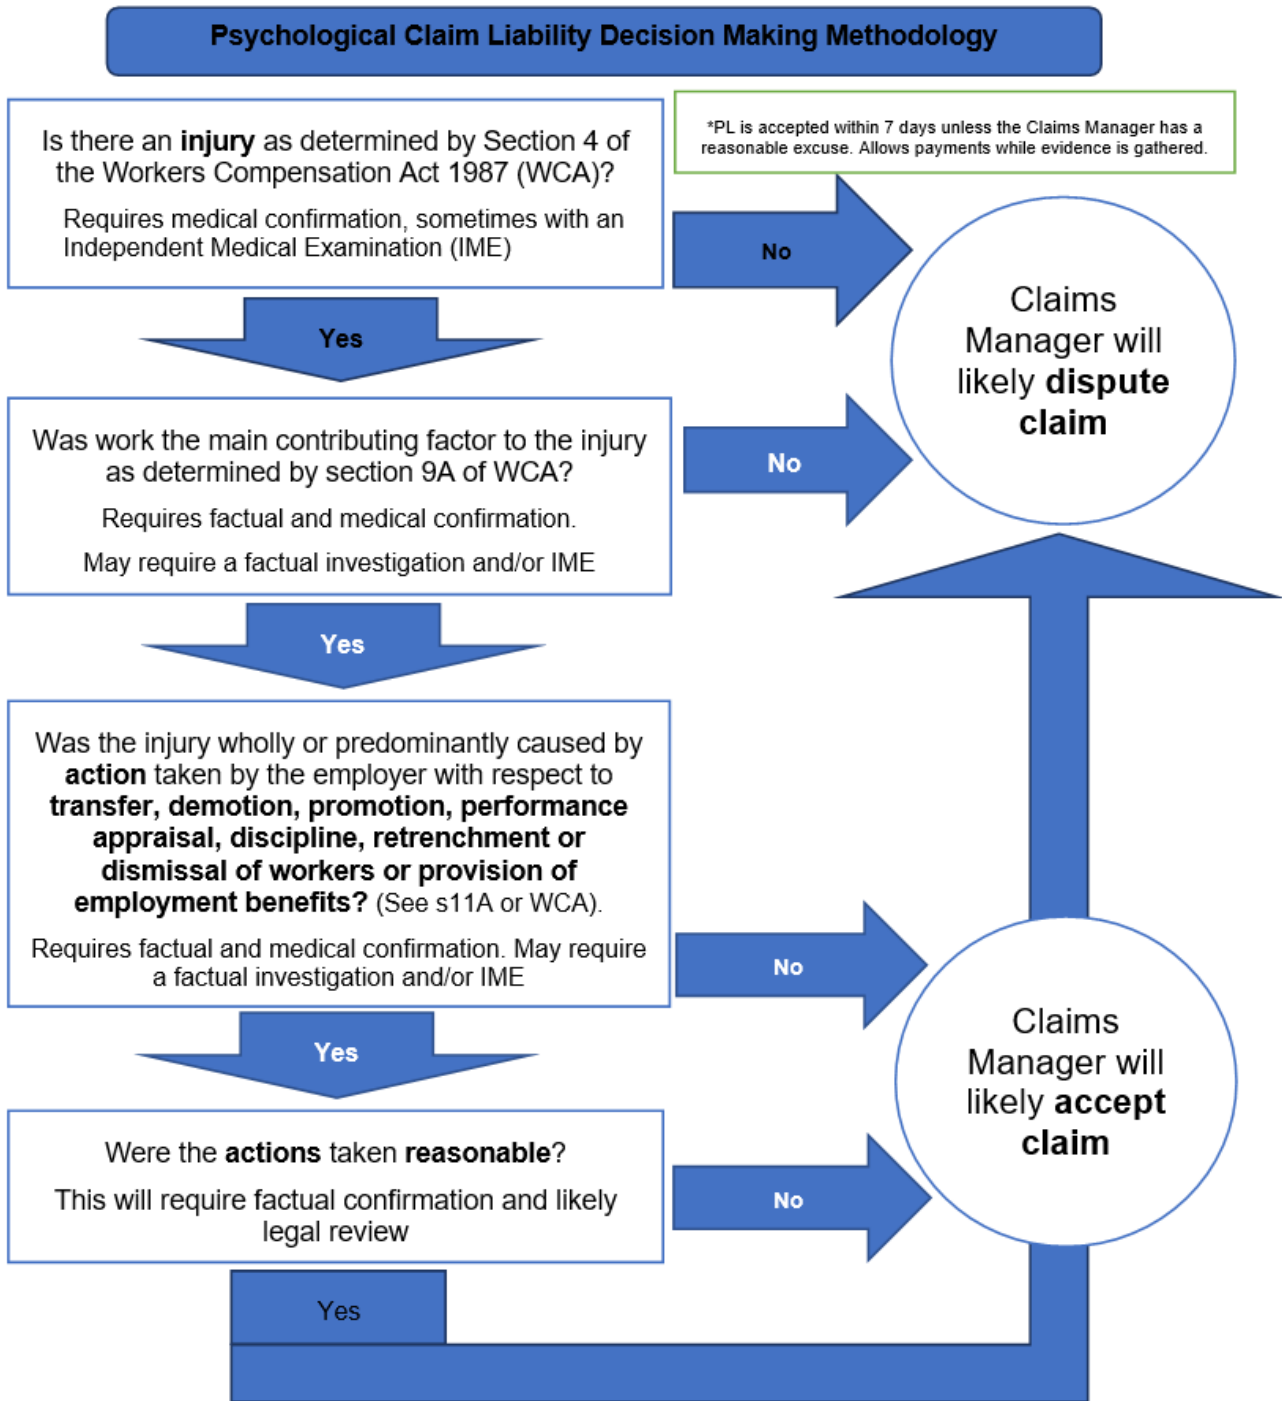 Psychological Claim Liability Decision Making Methodology
Is there an injury as determined by Section 4 of
the Workers Compensation Act 1987 (WCA)?
Requires medical confirmation, sometimes with an
Independent Medical Examination (IME)
*PL is accepted within 7 days unless the Claims Manager has a
reasonable excuse. Allows payments while evidence is gathered.
No
Claims
Manager will
likely dispute
claim
Yes
Was work the main contributing factor to the injury
as determined by section 9A of WCA?
Requires factual and medical confirmation.
May require a factual investigation and/or IME
No
Yes
Was the injury wholly or predominantly caused by
action taken by the employer with respect to
transfer, demotion, promotion, performance
appraisal, discipline, retrenchment or
dismissal of workers or provision of
employment benefits? (See s11A or WCA).
Requires factual and medical confirmation. May require
a factual investigation and/or IME
No
Claims
Manager will
likely accept
claim
Yes
Were the actions taken reasonable?
This will require factual confirmation and likely
legal review
No
Yes